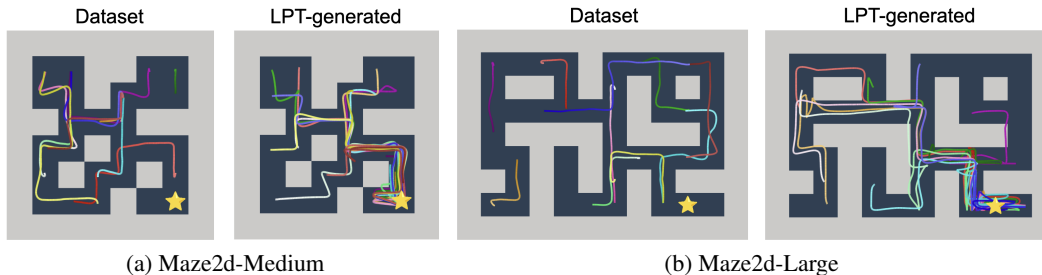 Dataset
LPT-generated
Dataset
LPT-generated
(a) Maze2d-Medium
(b) Maze2d-Large